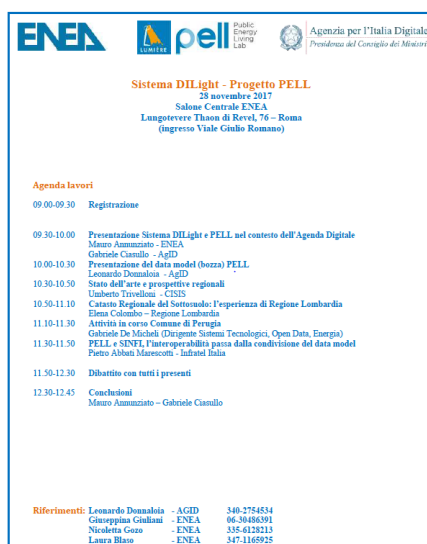 ENEA
LUMIÈRE
pell
Public
Energy
Living
Lab
Agenzia per l'Italia Digitale
Presidenza del Consiglio dei Ministri
Sistema DILight - Progetto PELL
28 novembre 2017
Salone Centrale ENEA
Lungotevere Thaon di Revel, 76 – Roma
(ingresso Viale Giulio Romano)
Agenda lavori
09.00-09.30 Registrazione
09.30-10.00 Presentazione Sistema DILight e PELL nel contesto dell'Agenda Digitale
Mauro Annunziato - ENEA
Gabriele Ciasullo - AgID
10.00-10.30 Presentazione del data model (bozza) PELL
Leonardo Donnaloia - AgID
10.30-10.50 Stato dell'arte e prospettive regionali
Umberto Trivelloni - CISIS
10.50-11.10 Catasto Regionale del Sottosuolo: l'esperienza di Regione Lombardia
Elena Colombo – Regione Lombardia
11.10-11.30 Attività in corso Comune di Perugia
Gabriele De Micheli (Dirigente Sistemi Tecnologici, Open Data, Energia)
11.30-11.50 PELL e SINFI, l'interoperabilità passa dalla condivisione del data model
Pietro Abbati Marescotti - Infratel Italia
11.50-12.30 Dibattito con tutti i presenti
12.30-12.45 Conclusioni
Mauro Annunziato – Gabriele Ciasullo
Riferimenti: Leonardo Donnaloia - AGID 340-2754534
Giuseppina Giuliani - ENEA 06-30486391
Nicoletta Gozo - ENEA 335-6128213
Laura Blaso - ENEA 347-1165925